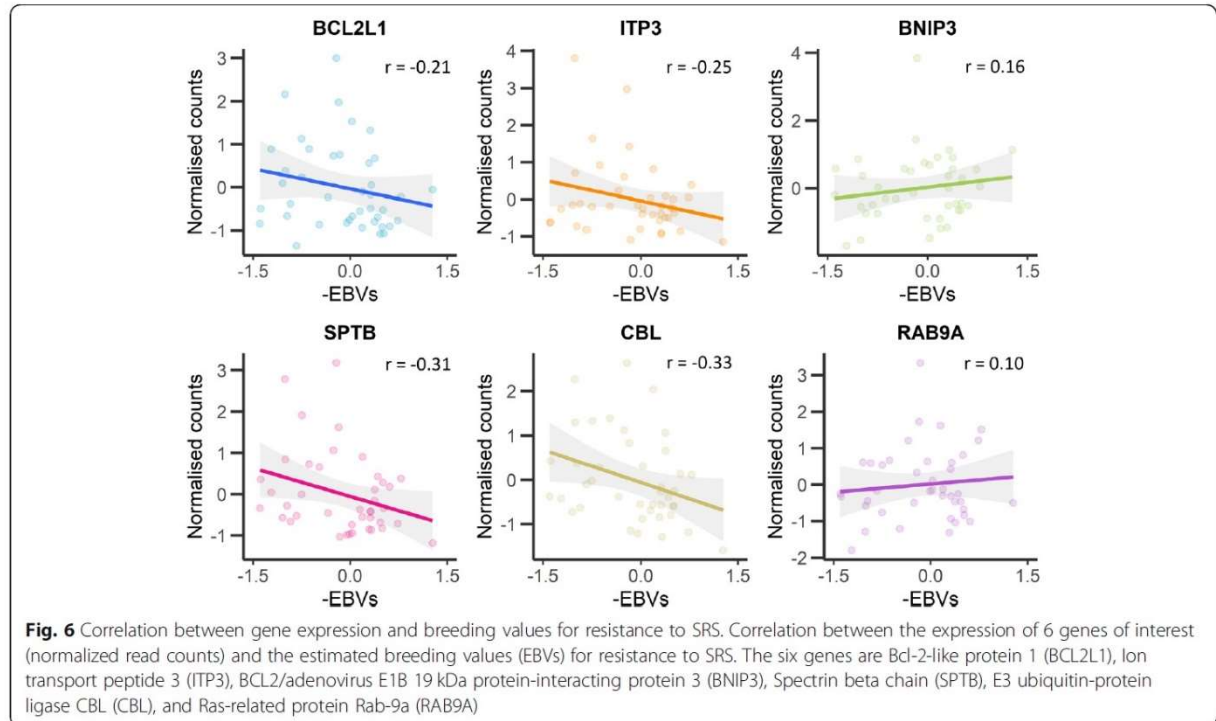 BCL2L1
ITP3
BNIP3
r = -0.21
r = -0.25
r = 0.16
Normalised counts
3
2
1
0
-1
-1.5
0.0
1.5
-EBVs
Normalised counts
4
3
2
1
0
-1
-1.5
0.0
1.5
-EBVs
Normalised counts
4
2
0
-1.5
0.0
1.5
-EBVs
SPTB
CBL
RAB9A
r = -0.31
r = -0.33
r = 0.10
Normalised counts
3
2
1
0
-1
-1.5
0.0
1.5
-EBVs
Normalised counts
2
1
0
-1
-1.5
0.0
1.5
-EBVs
Normalised counts
3
2
1
0
-1
-2
-1.5
0.0
1.5
-EBVs
Fig. 6 Correlation between gene expression and breeding values for resistance to SRS. Correlation between the expression of 6 genes of interest
(normalized read counts) and the estimated breeding values (EBVs) for resistance to SRS. The six genes are Bcl-2-like protein 1 (BCL2L1), Ion
transport peptide 3 (ITP3), BCL2/adenovirus E1B 19 kDa protein-interacting protein 3 (BNIP3), Spectrin beta chain (SPTB), E3 ubiquitin-protein
ligase CBL (CBL), and Ras-related protein Rab-9a (RAB9A)